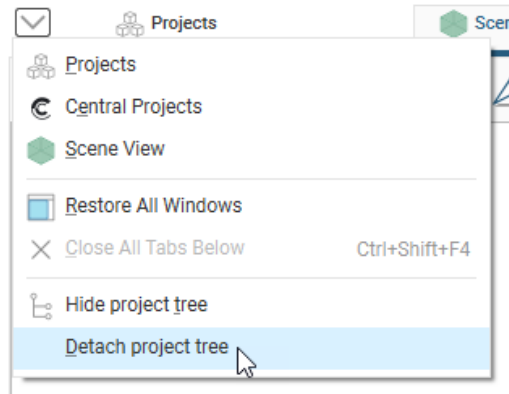 Projects
Scen
Projects
Central Projects
Scene View
Restore All Windows
Close All Tabs Below Ctrl+Shift+F4
Hide project tree
Detach project tree